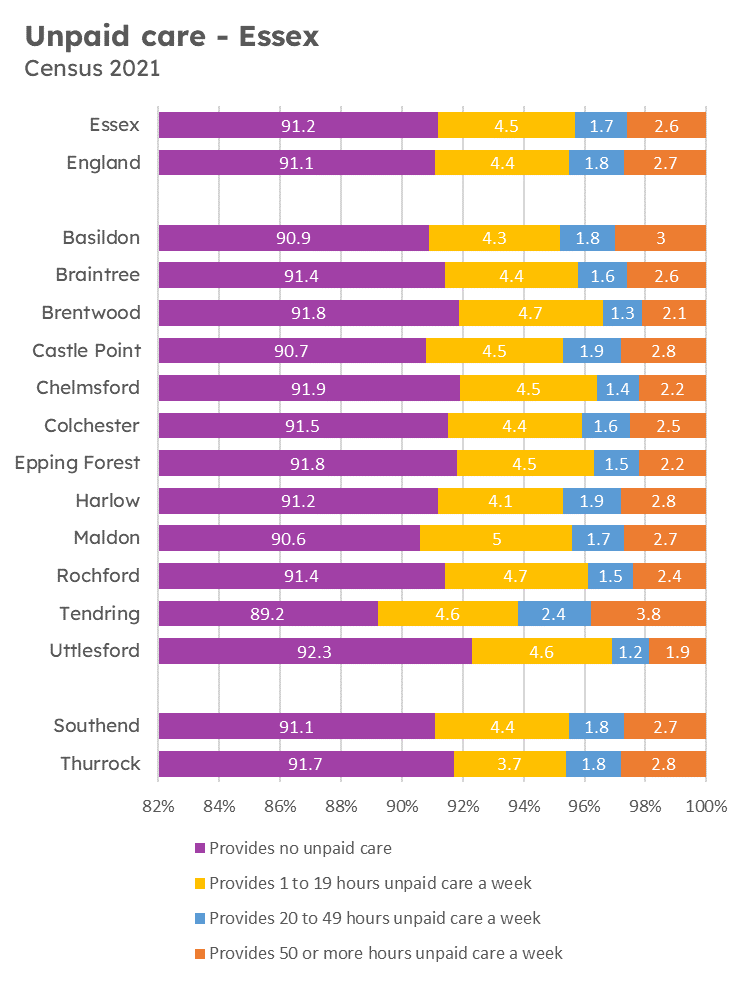 Unpaid care - Essex
Census 2021
Essex 91.2 4.5 1.7 2.6
England 91.1 4.4 1.8 2.7
Basildon 90.9 4.3 1.8 3
Braintree 91.4 4.4 1.6 2.6
Brentwood 91.8 4.7 1.3 2.1
Castle Point 90.7 4.5 1.9 2.8
Chelmsford 91.9 4.5 1.4 2.2
Colchester 91.5 4.4 1.6 2.5
Epping Forest 91.8 4.5 1.5 2.2
Harlow 91.2 4.1 1.9 2.8
Maldon 90.6 5 1.7 2.7
Rochford 91.4 4.7 1.5 2.4
Tendring 89.2 4.6 2.4 3.8
Uttlesford 92.3 4.6 1.2 1.9
Southend 91.1 4.4 1.8 2.7
Thurrock 91.7 3.7 1.8 2.8
82% 84% 86% 88% 90% 92% 94% 96% 98% 100%
Provides no unpaid care
Provides 1 to 19 hours unpaid care a week
Provides 20 to 49 hours unpaid care a week
Provides 50 or more hours unpaid care a week